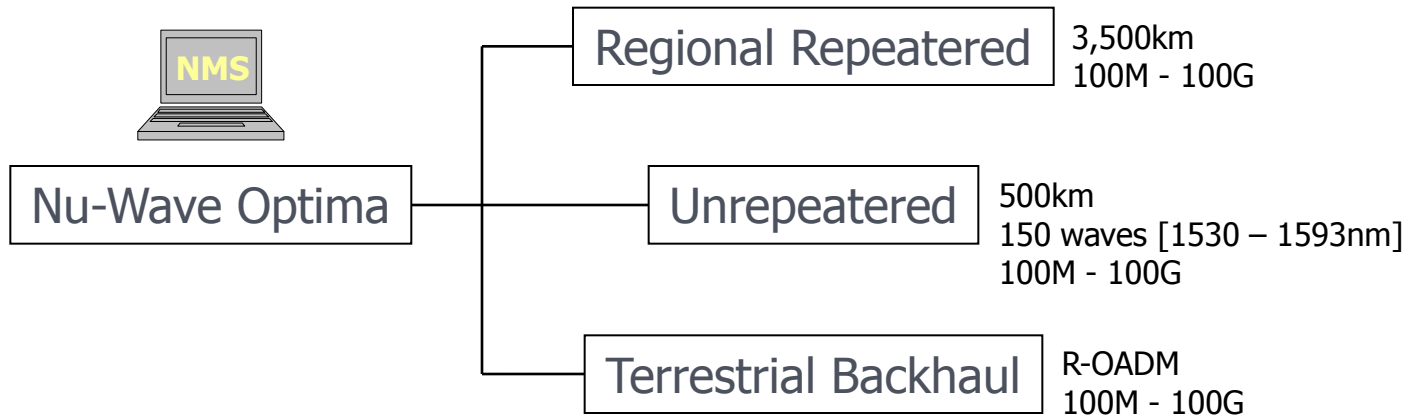 NMS
Nu-Wave Optima
Regional Repeatered
3,500km
100M - 100G
Unrepeatered
500km
150 waves [1530 – 1593nm]
100M - 100G
Terrestrial Backhaul
R-OADM
100M - 100G